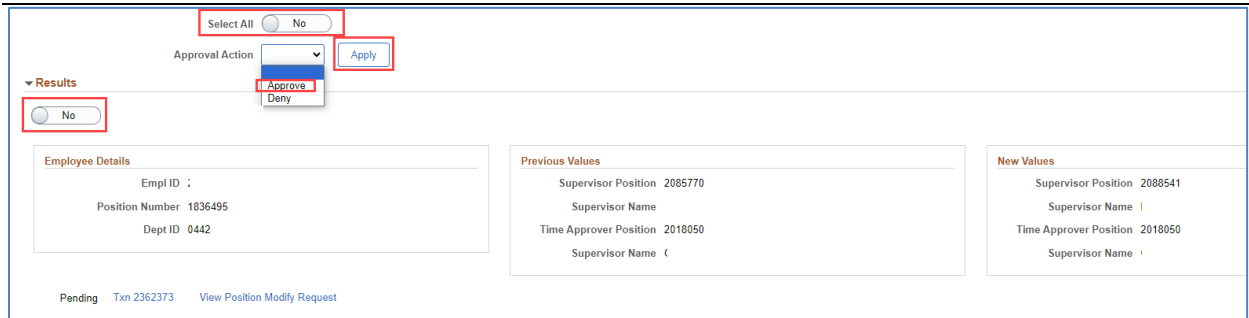 Select All No
Approval Action Apply
Approve
Deny
Results
No
Employee Details
Empl ID
Position Number 1836495
Dept ID 0442
Previous Values
Supervisor Position 2085770
Supervisor Name
Time Approver Position 2018050
Supervisor Name
New Values
Supervisor Position 2088541
Supervisor Name
Time Approver Position 2018050
Supervisor Name
Pending Txn 2362373 View Position Modify Request